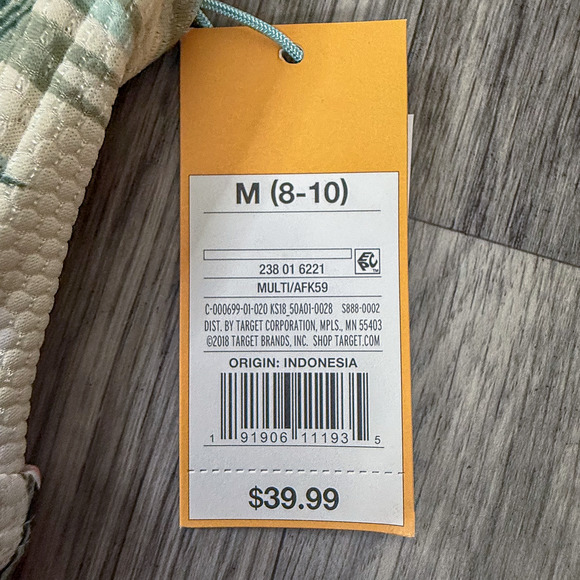 M (8-10)
EPC™
238 01 6221
MULTI/AFK59
C-000699-01-020 KS18_50A01-0028 S888-0002
DIST. BY TARGET CORPORATION, MPLS., MN 55403
©2018 TARGET BRANDS, INC. SHOP TARGET.COM
ORIGIN: INDONESIA
1 91906 11193 5
$39.99